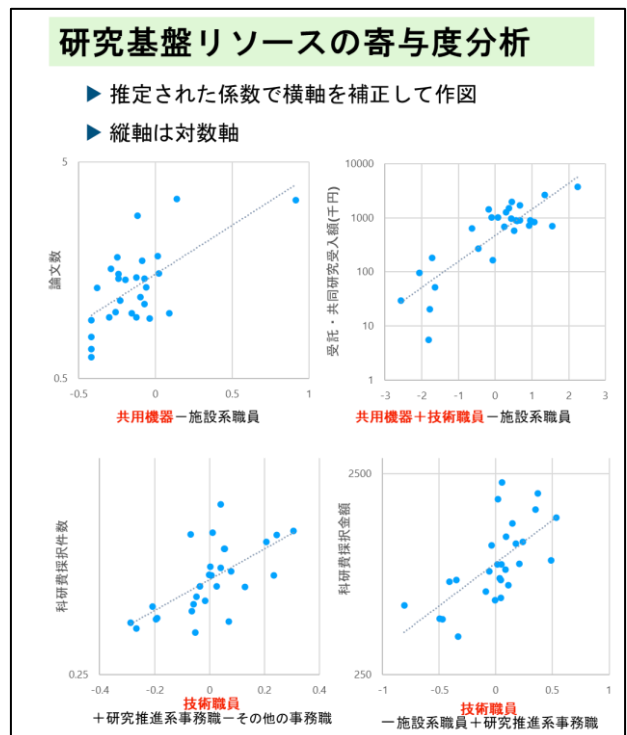 研究基盤リソースの寄与度分析
▶ 推定された係数で横軸を補正して作図
▶ 縦軸は対数軸
5
0.5
論文数
-0.5
0
0.5
1
共用機器－施設系職員
10000
1000
100
10
1
受託・共同研究受入額(千円)
-3
-2
-1
0
1
2
3
共用機器＋技術職員－施設系職員
0.25
科研費採択件数
-0.4
-0.2
0
0.2
0.4
技術職員
＋研究推進系事務職－その他の事務職
2500
250
科研費採択金額
-1
-0.5
0
0.5
1
技術職員
－施設系職員＋研究推進系事務職